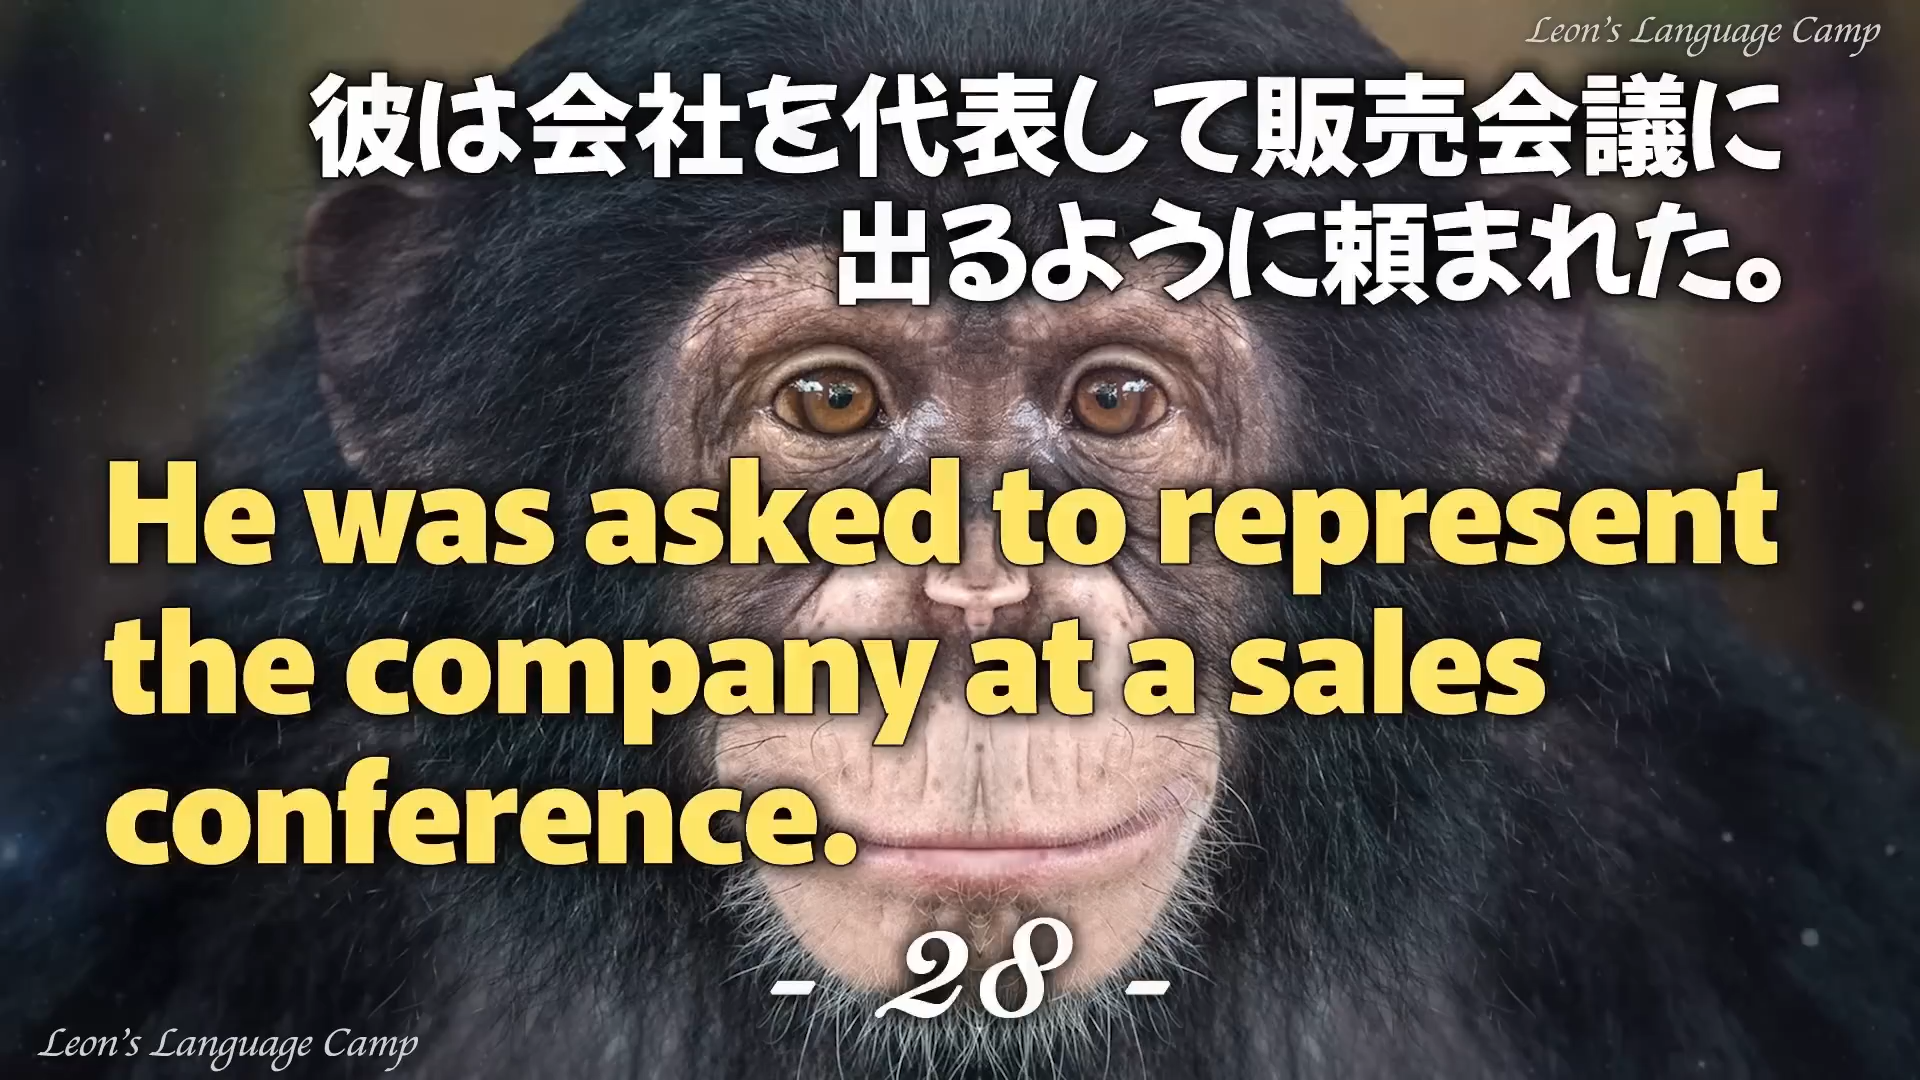 Leon's Language Camp
彼は会社を代表して販売会議に
出るように頼まれた。
He was asked to represent
the company at a sales
conference.
- 28 -
Leon's Language Camp